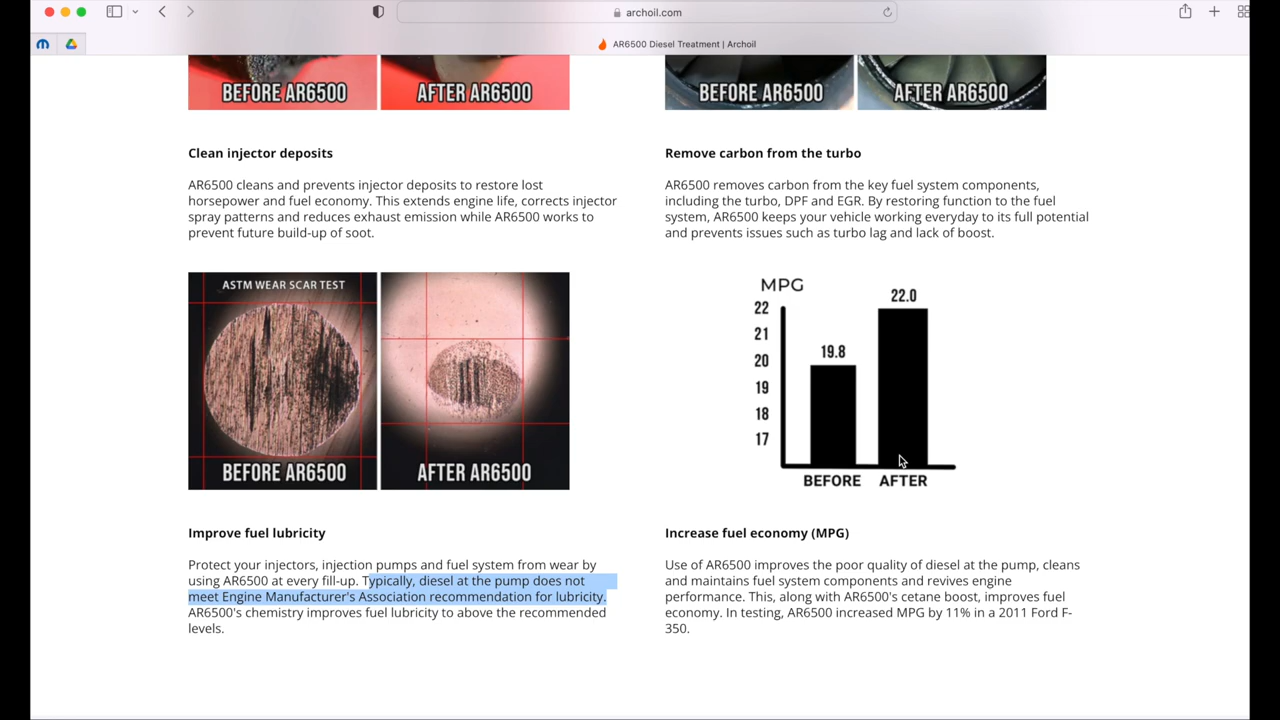 archoil.com
AR6500 Diesel Treatment | Archoil
BEFORE AR6500
AFTER AR6500
BEFORE AR6500
AFTER AR6500
Clean injector deposits
AR6500 cleans and prevents injector deposits to restore lost
horsepower and fuel economy. This extends engine life, corrects injector
spray patterns and reduces exhaust emission while AR6500 works to
prevent future build-up of soot.
Remove carbon from the turbo
AR6500 removes carbon from the key fuel system components,
including the turbo, DPF and EGR. By restoring function to the fuel
system, AR6500 keeps your vehicle working everyday to its full potential
and prevents issues such as turbo lag and lack of boost.
ASTM WEAR SCAR TEST
BEFORE AR6500
AFTER AR6500
MPG
22
21
20
19
18
17
19.8
22.0
BEFORE
AFTER
Improve fuel lubricity
Protect your injectors, injection pumps and fuel system from wear by
using AR6500 at every fill-up. Typically, diesel at the pump does not
meet Engine Manufacturer's Association recommendation for lubricity.
AR6500's chemistry improves fuel lubricity to above the recommended
levels.
Increase fuel economy (MPG)
Use of AR6500 improves the poor quality of diesel at the pump, cleans
and maintains fuel system components and revives engine
performance. This, along with AR6500's cetane boost, improves fuel
economy. In testing, AR6500 increased MPG by 11% in a 2011 Ford F-
350.